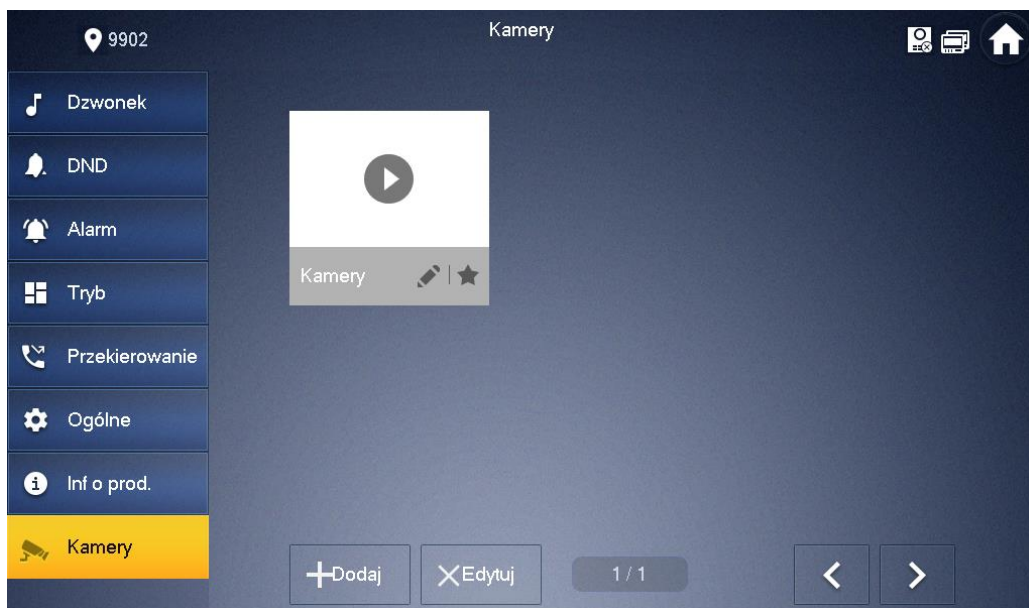 9902
Kamery
Dzwonek
DND
Alarm
Tryb
Przekierowanie
Ogólne
Inf o prod.
Kamery
Kamery
Dodaj
Edytuj
1 / 1